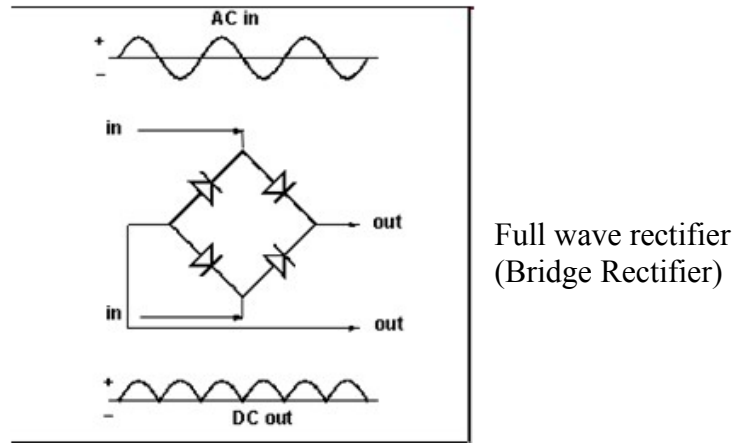 AC in
+
–
in
out
Full wave rectifier
(Bridge Rectifier)
in
out
+
–
DC out